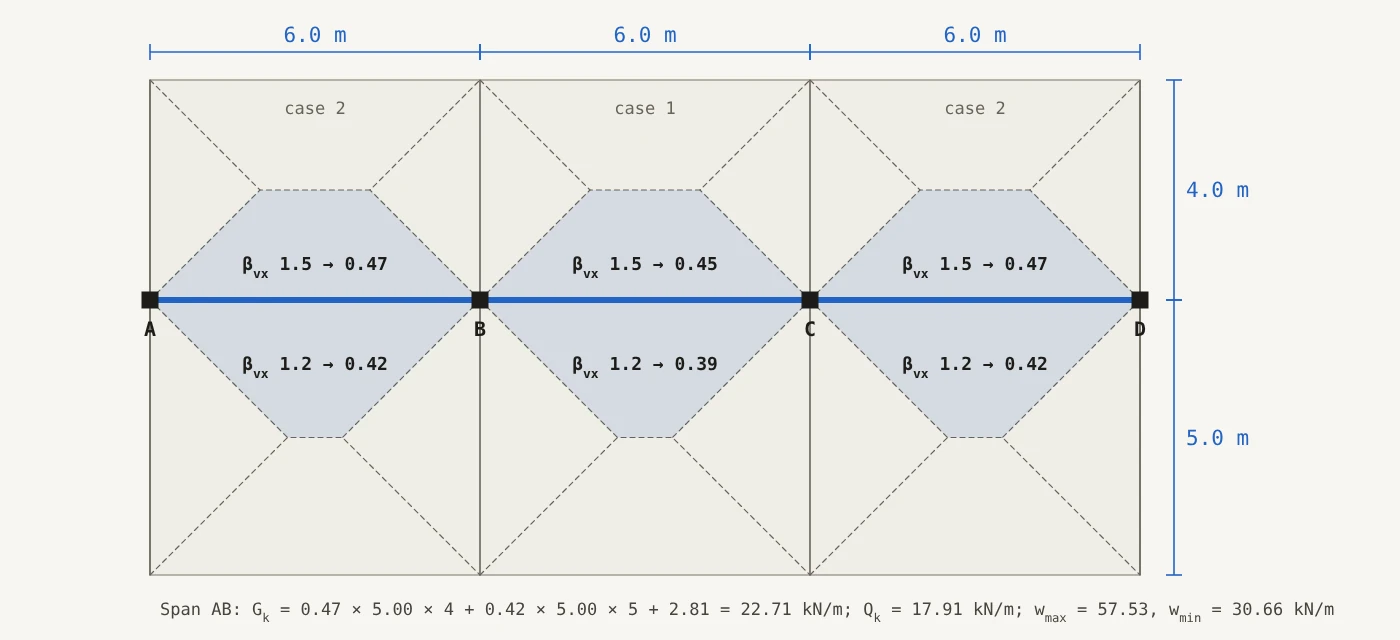 6.0 m 6.0 m 6.0 m
case 2 case 1 case 2
4.0 m
βvx 1.5 → 0.47 βvx 1.5 → 0.45 βvx 1.5 → 0.47
A B C D
βvx 1.2 → 0.42 βvx 1.2 → 0.39 βvx 1.2 → 0.42
5.0 m
Span AB: Gk = 0.47 × 5.00 × 4 + 0.42 × 5.00 × 5 + 2.81 = 22.71 kN/m; Qk = 17.91 kN/m; wmax = 57.53, wmin = 30.66 kN/m